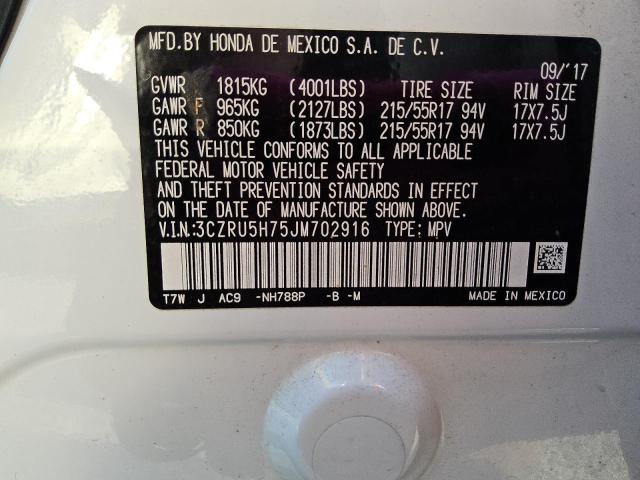 MFD.BY HONDA DE MEXICO S.A. DE C.V.
09/'17
GVWR 1815KG (4001LBS) TIRE SIZE RIM SIZE
GAWR F 965KG (2127LBS) 215/55R17 94V 17X7.5J
GAWR R 850KG (1873LBS) 215/55R17 94V 17X7.5J
THIS VEHICLE CONFORMS TO ALL APPLICABLE
FEDERAL MOTOR VEHICLE SAFETY
AND THEFT PREVENTION STANDARDS IN EFFECT
ON THE DATE OF MANUFACTURE SHOWN ABOVE.
V.I.N:3CZRU5H75JM702916 TYPE: MPV
T7W J AC9 -NH788P -B -M MADE IN MEXICO